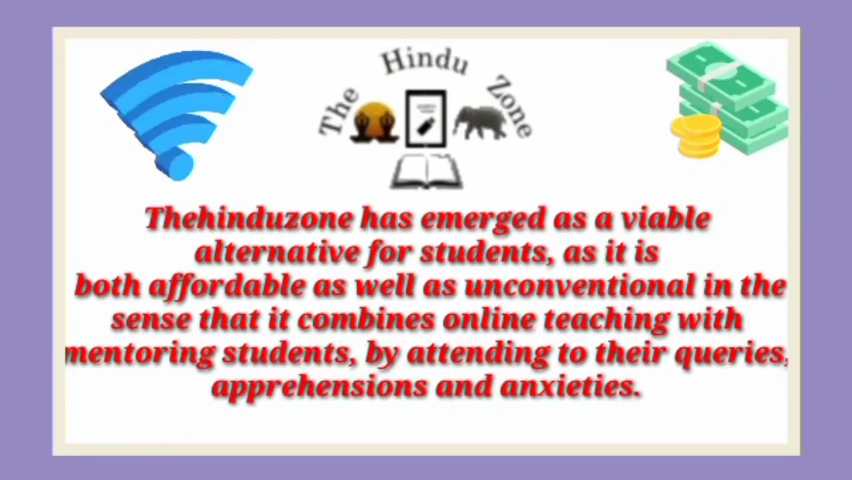 The Hindu Zone
Thehinduzone has emerged as a viable
alternative for students, as it is
both affordable as well as unconventional in the
sense that it combines online teaching with
mentoring students, by attending to their queries,
apprehensions and anxieties.